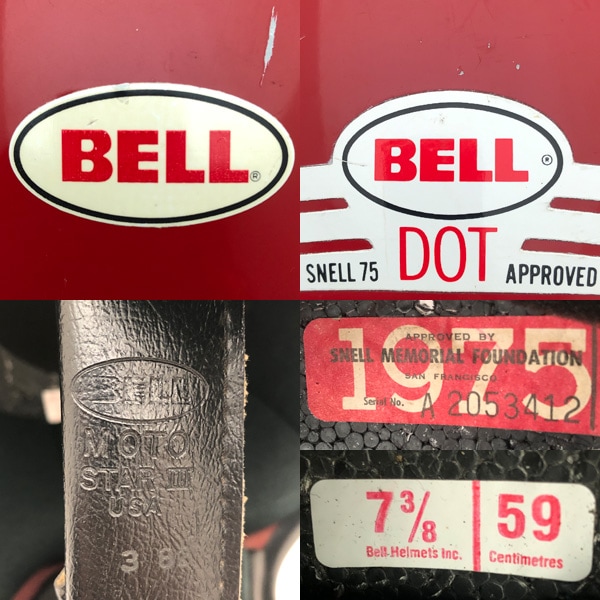 BELL®
BELL®
SNELL 75 DOT APPROVED
BELL
MOTO
STAR III
USA
1975
APPROVED BY
SNELL MEMORIAL FOUNDATION
SAN FRANCISCO
Serial No. A 2053412
7 3/8 59
Bell Helmets Inc. Centimetres